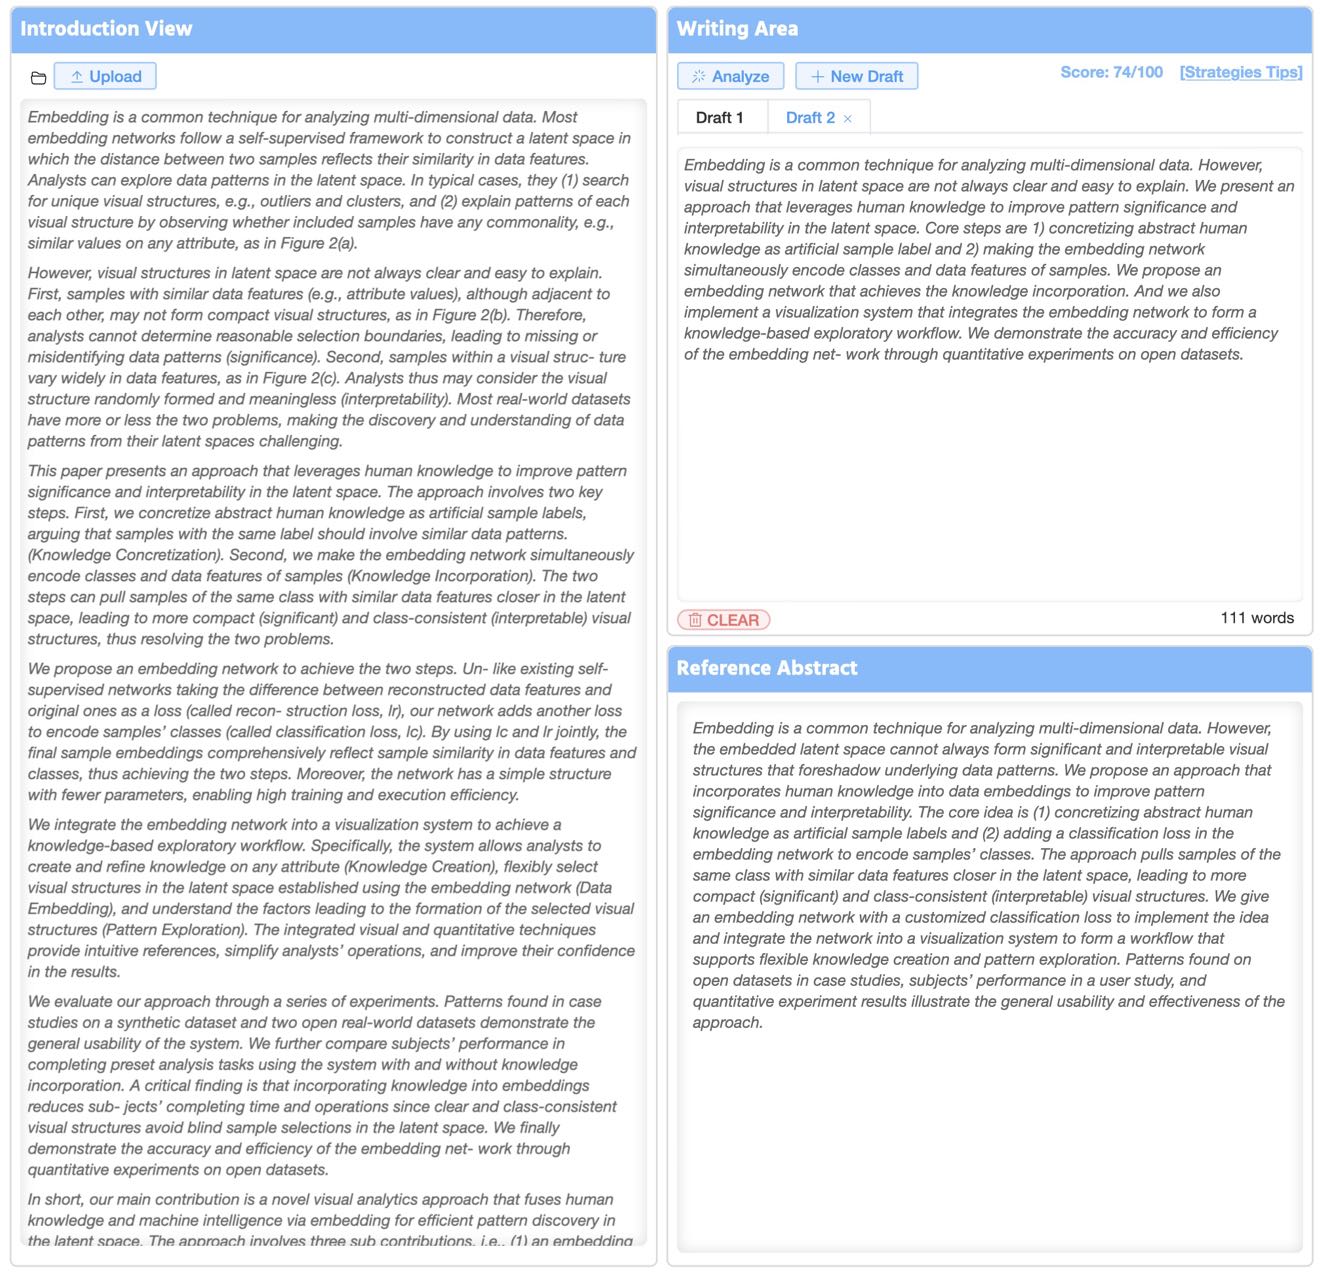 Introduction View
Upload
Embedding is a common technique for analyzing multi-dimensional data. Most
embedding networks follow a self-supervised framework to construct a latent space in
which the distance between two samples reflects their similarity in data features.
Analysts can explore data patterns in the latent space. In typical cases, they (1) search
for unique visual structures, e.g., outliers and clusters, and (2) explain patterns of each
visual structure by observing whether included samples have any commonality, e.g.,
similar values on any attribute, as in Figure 2(a).
However, visual structures in latent space are not always clear and easy to explain.
First, samples with similar data features (e.g., attribute values), although adjacent to
each other, may not form compact visual structures, as in Figure 2(b). Therefore,
analysts cannot determine reasonable selection boundaries, leading to missing or
misidentifying data patterns (significance). Second, samples within a visual struc- ture
vary widely in data features, as in Figure 2(c). Analysts thus may consider the visual
structure randomly formed and meaningless (interpretability). Most real-world datasets
have more or less the two problems, making the discovery and understanding of data
patterns from their latent spaces challenging.
This paper presents an approach that leverages human knowledge to improve pattern
significance and interpretability in the latent space. The approach involves two key
steps. First, we concretize abstract human knowledge as artificial sample labels,
arguing that samples with the same label should involve similar data patterns.
(Knowledge Concretization). Second, we make the embedding network simultaneously
encode classes and data features of samples (Knowledge Incorporation). The two
steps can pull samples of the same class with similar data features closer in the latent
space, leading to more compact (significant) and class-consistent (interpretable) visual
structures, thus resolving the two problems.
We propose an embedding network to achieve the two steps. Un- like existing self-
supervised networks taking the difference between reconstructed data features and
original ones as a loss (called recon- struction loss, lr), our network adds another loss
to encode samples' classes (called classification loss, lc). By using lc and lr jointly, the
final sample embeddings comprehensively reflect sample similarity in data features and
classes, thus achieving the two steps. Moreover, the network has a simple structure
with fewer parameters, enabling high training and execution efficiency.
We integrate the embedding network into a visualization system to achieve a
knowledge-based exploratory workflow. Specifically, the system allows analysts to
create and refine knowledge on any attribute (Knowledge Creation), flexibly select
visual structures in the latent space established using the embedding network (Data
Embedding), and understand the factors leading to the formation of the selected visual
structures (Pattern Exploration). The integrated visual and quantitative techniques
provide intuitive references, simplify analysts' operations, and improve their confidence
in the results.
We evaluate our approach through a series of experiments. Patterns found in case
studies on a synthetic dataset and two open real-world datasets demonstrate the
general usability of the system. We further compare subjects' performance in
completing preset analysis tasks using the system with and without knowledge
incorporation. A critical finding is that incorporating knowledge into embeddings
reduces sub- jects' completing time and operations since clear and class-consistent
visual structures avoid blind sample selections in the latent space. We finally
demonstrate the accuracy and efficiency of the embedding net- work through
quantitative experiments on open datasets.
In short, our main contribution is a novel visual analytics approach that fuses human
knowledge and machine intelligence via embedding for efficient pattern discovery in
the latent space. The approach involves three sub contributions, i.e., (1) an embedding
Writing Area
Analyze
New Draft
Score: 74/100 [Strategies Tips]
Draft 1
Draft 2 ×
Embedding is a common technique for analyzing multi-dimensional data. However,
visual structures in latent space are not always clear and easy to explain. We present an
approach that leverages human knowledge to improve pattern significance and
interpretability in the latent space. Core steps are 1) concretizing abstract human
knowledge as artificial sample label and 2) making the embedding network
simultaneously encode classes and data features of samples. We propose an
embedding network that achieves the knowledge incorporation. And we also
implement a visualization system that integrates the embedding network to form a
knowledge-based exploratory workflow. We demonstrate the accuracy and efficiency
of the embedding net- work through quantitative experiments on open datasets.
CLEAR
111 words
Reference Abstract
Embedding is a common technique for analyzing multi-dimensional data. However,
the embedded latent space cannot always form significant and interpretable visual
structures that foreshadow underlying data patterns. We propose an approach that
incorporates human knowledge into data embeddings to improve pattern
significance and interpretability. The core idea is (1) concretizing abstract human
knowledge as artificial sample labels and (2) adding a classification loss in the
embedding network to encode samples' classes. The approach pulls samples of the
same class with similar data features closer in the latent space, leading to more
compact (significant) and class-consistent (interpretable) visual structures. We give
an embedding network with a customized classification loss to implement the idea
and integrate the network into a visualization system to form a workflow that
supports flexible knowledge creation and pattern exploration. Patterns found on
open datasets in case studies, subjects' performance in a user study, and
quantitative experiment results illustrate the general usability and effectiveness of the
approach.